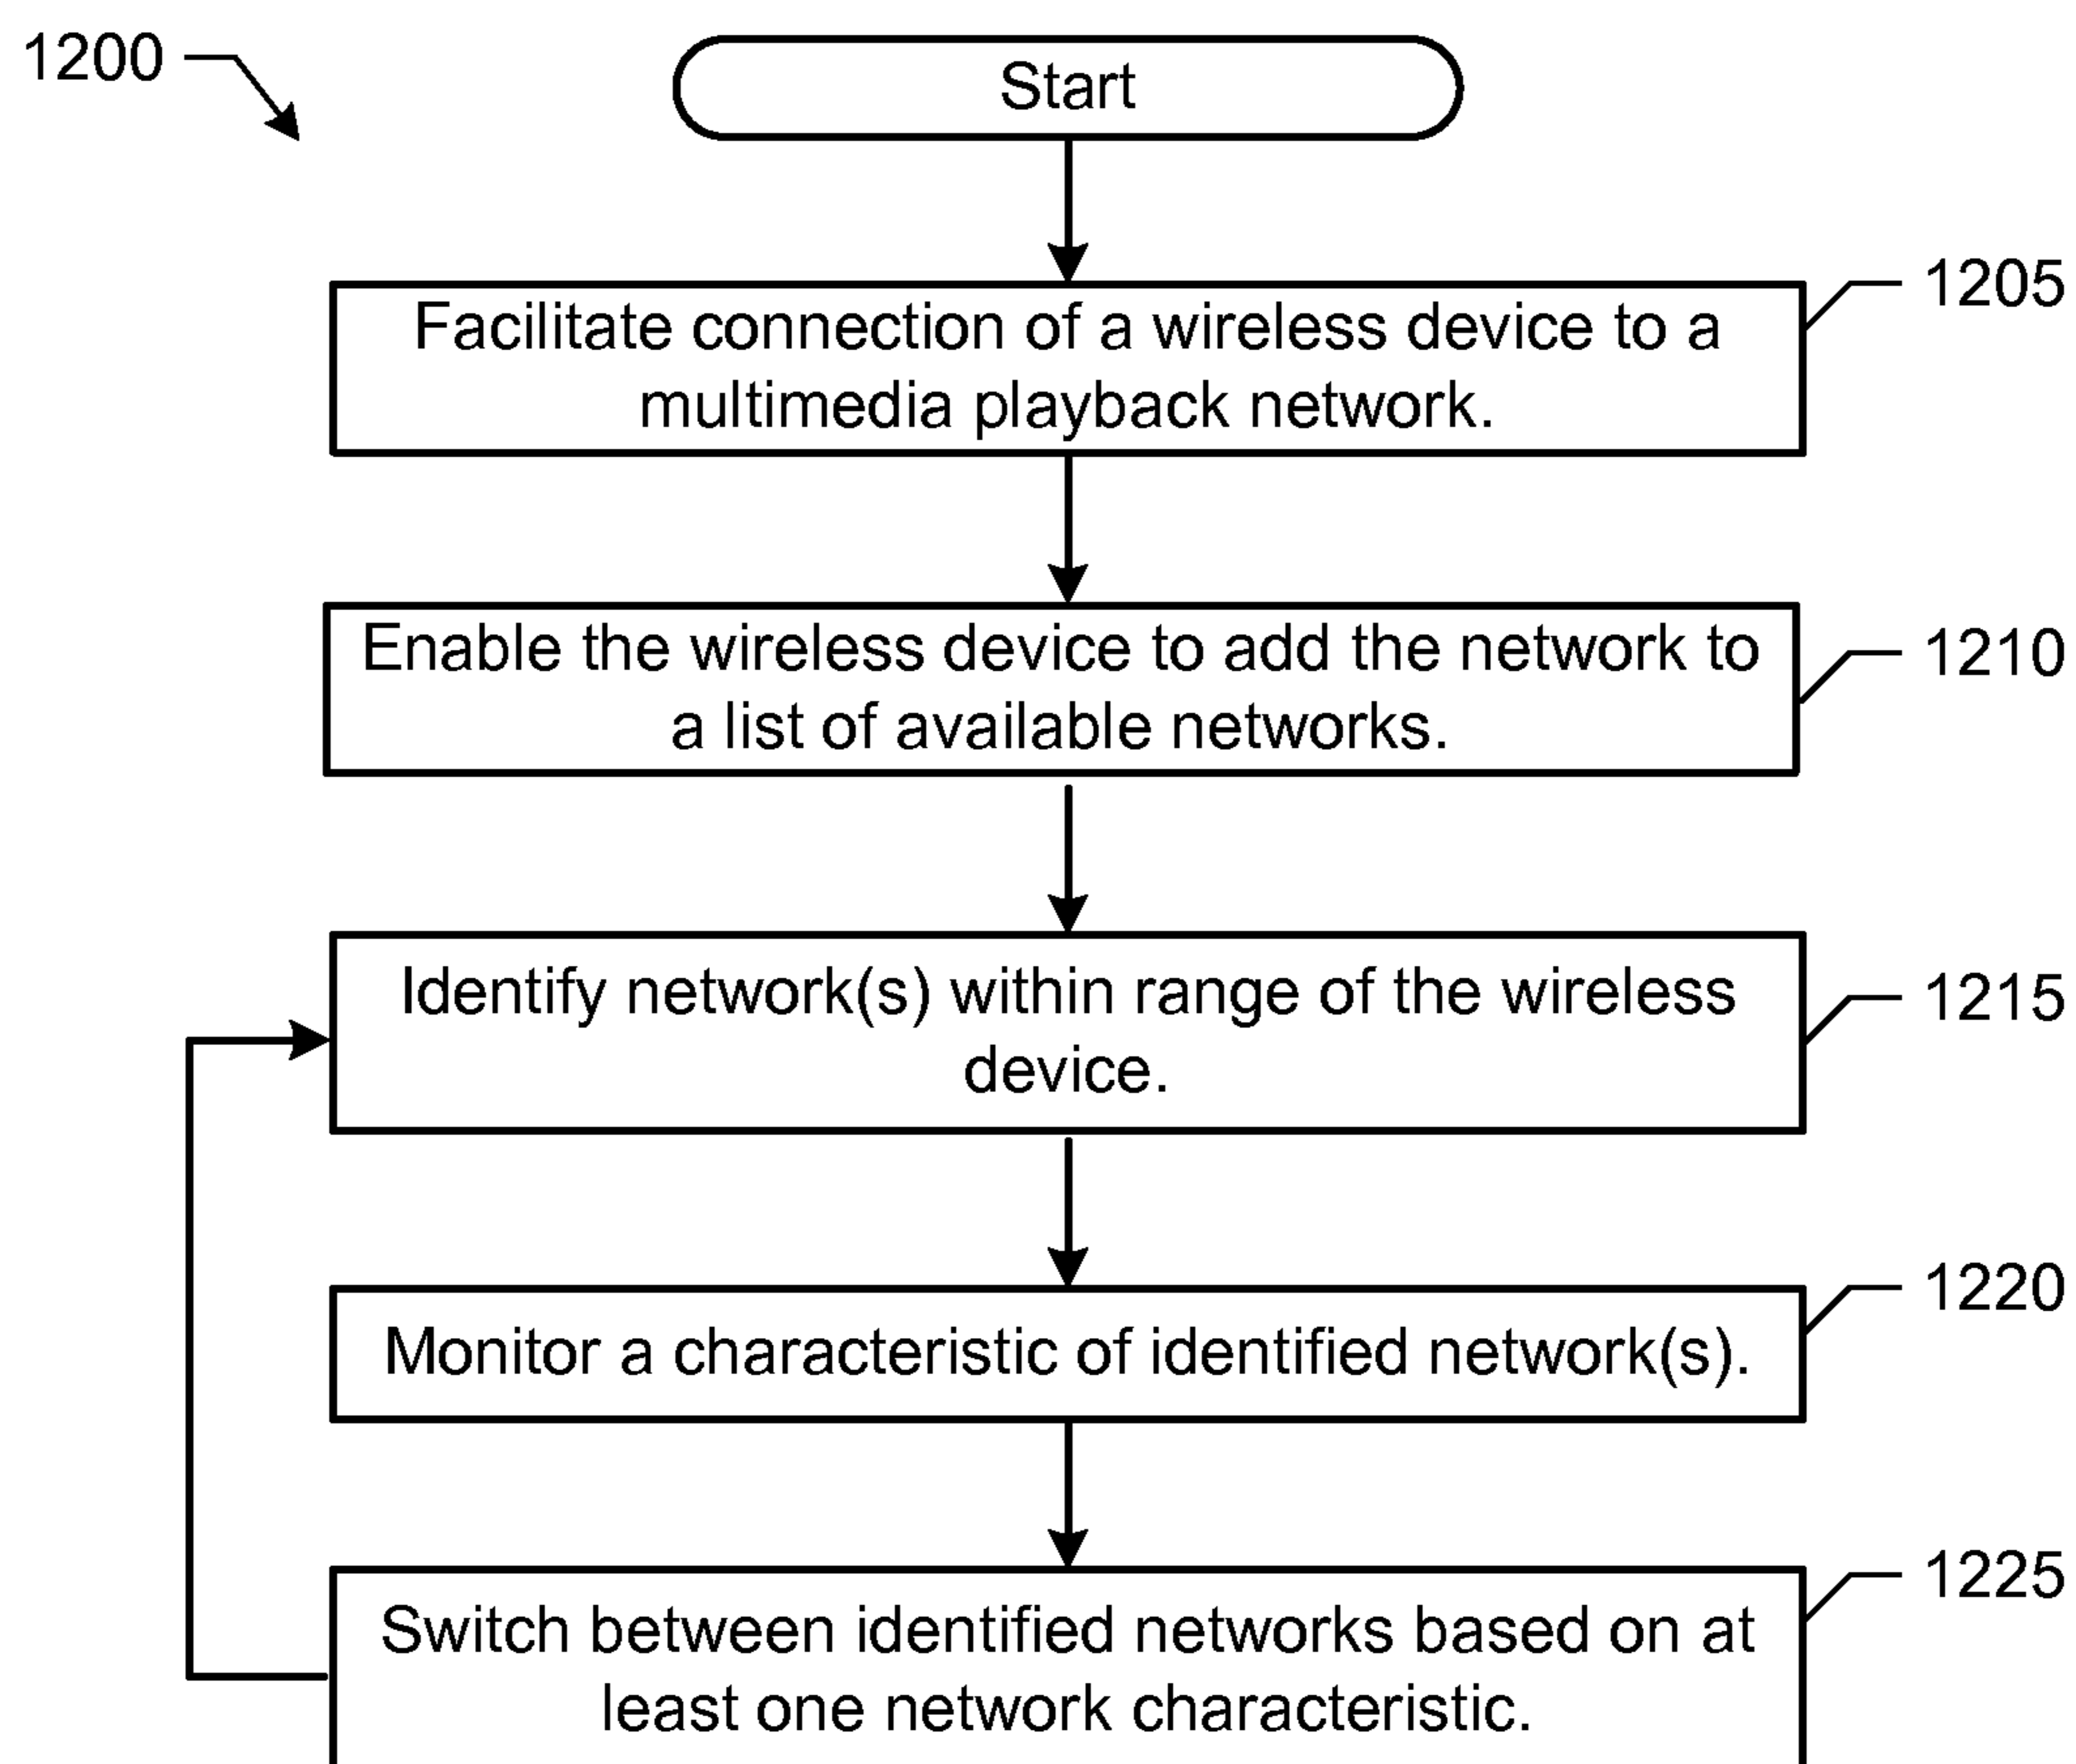 1200
Start
1205
Facilitate connection of a wireless device to a
multimedia playback network.
1210
Enable the wireless device to add the network to
a list of available networks.
1215
Identify network(s) within range of the wireless
device.
1220
Monitor a characteristic of identified network(s).
1225
Switch between identified networks based on at
least one network characteristic.